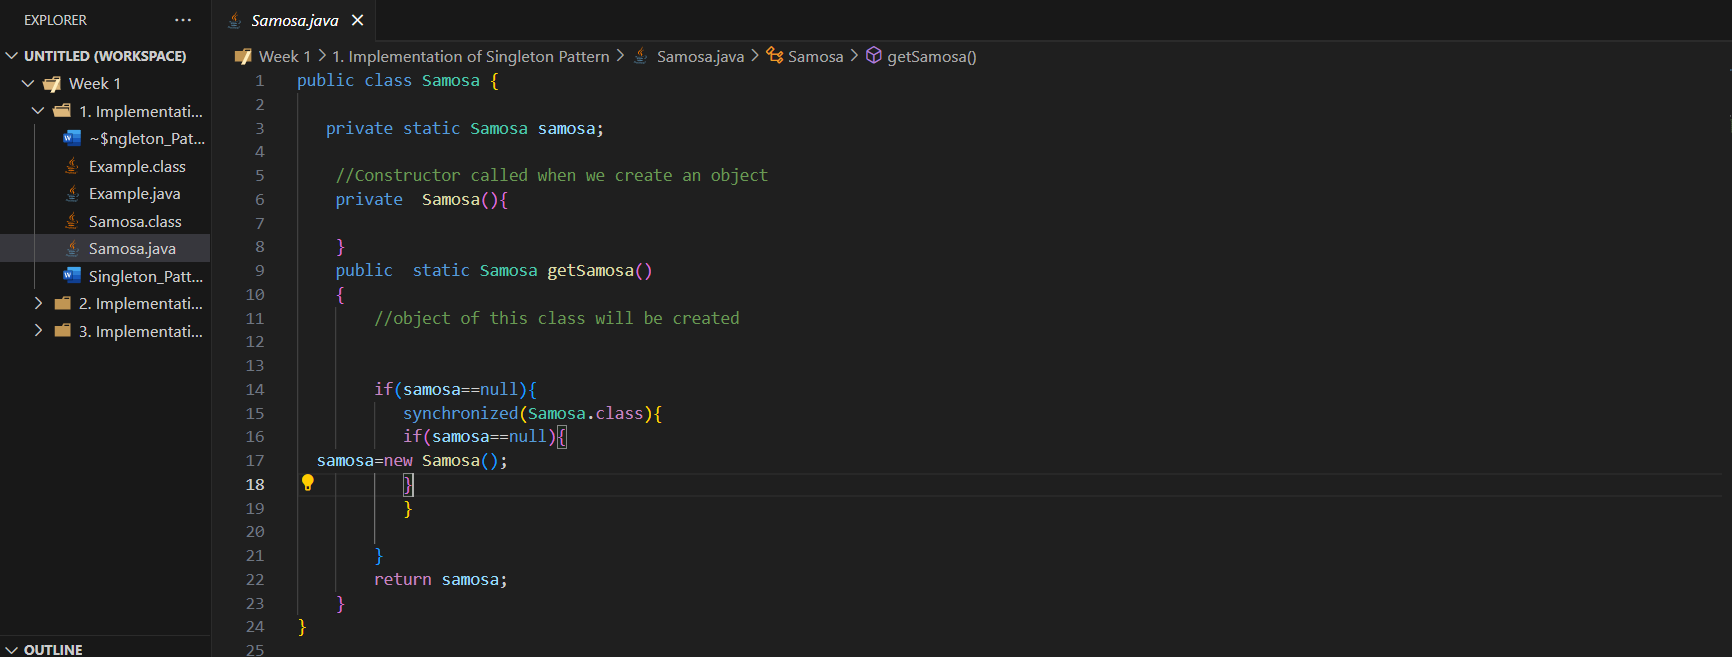 EXPLORER ...
UNTITLED (WORKSPACE)
Week 1
1. Implementati...
~$ngleton_Pat...
Example.class
Example.java
Samosa.class
Samosa.java
Singleton_Patt...
2. Implementati...
3. Implementati...
OUTLINE
Samosa.java
Week 1 > 1. Implementation of Singleton Pattern > Samosa.java > Samosa > getSamosa()
1 public class Samosa {
2
3 private static Samosa samosa;
4
5 //Constructor called when we create an object
6 private  Samosa(){
7
8 }
9 public  static Samosa getSamosa()
10 {
11 //object of this class will be created
12
13
14 if(samosa==null){
15 synchronized(Samosa.class){
16 if(samosa==null){
17 samosa=new Samosa();
18 }
19 }
20
21 }
22 return samosa;
23 }
24 }
25